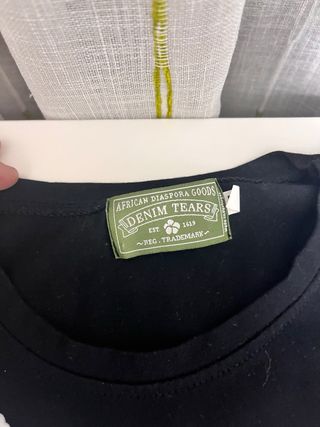 AFRICAN DIASPORA GOODS
DENIM TEARS
EST. 1619
~REG. TRADEMARK~